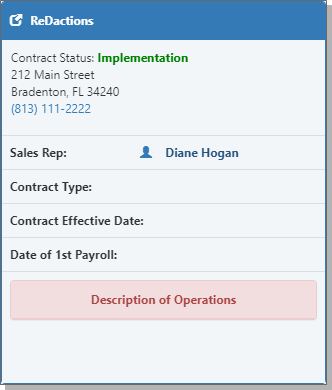 ReDactions
Contract Status: Implementation
212 Main Street
Bradenton, FL 34240
(813) 111-2222
Sales Rep: Diane Hogan
Contract Type:
Contract Effective Date:
Date of 1st Payroll:
Description of Operations